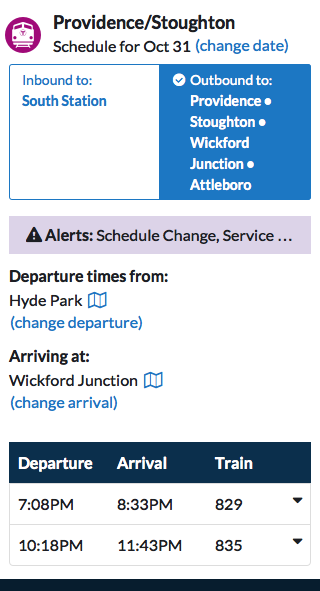 Providence/Stoughton
Schedule for Oct 31 (change date)
Inbound to:
South Station
Outbound to:
Providence •
Stoughton •
Wickford
Junction •
Attleboro
Alerts: Schedule Change, Service ...
Departure times from:
Hyde Park
(change departure)
Arriving at:
Wickford Junction
(change arrival)
Departure Arrival Train
7:08PM 8:33PM 829
10:18PM 11:43PM 835